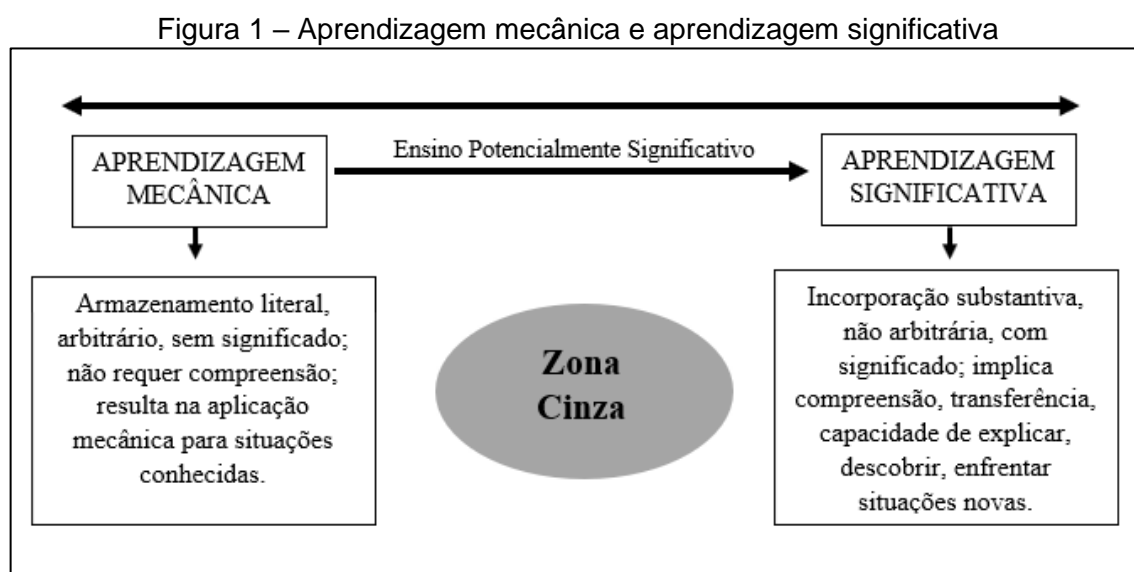 Figura 1 – Aprendizagem mecânica e aprendizagem significativa
APRENDIZAGEM
MECÂNICA
Ensino Potencialmente Significativo
APRENDIZAGEM
SIGNIFICATIVA
Armazenamento literal,
arbitrário, sem significado;
não requer compreensão;
resulta na aplicação
mecânica para situações
conhecidas.
Zona
Cinza
Incorporação substantiva,
não arbitrária, com
significado; implica
compreensão, transferência,
capacidade de explicar,
descobrir, enfrentar
situações novas.